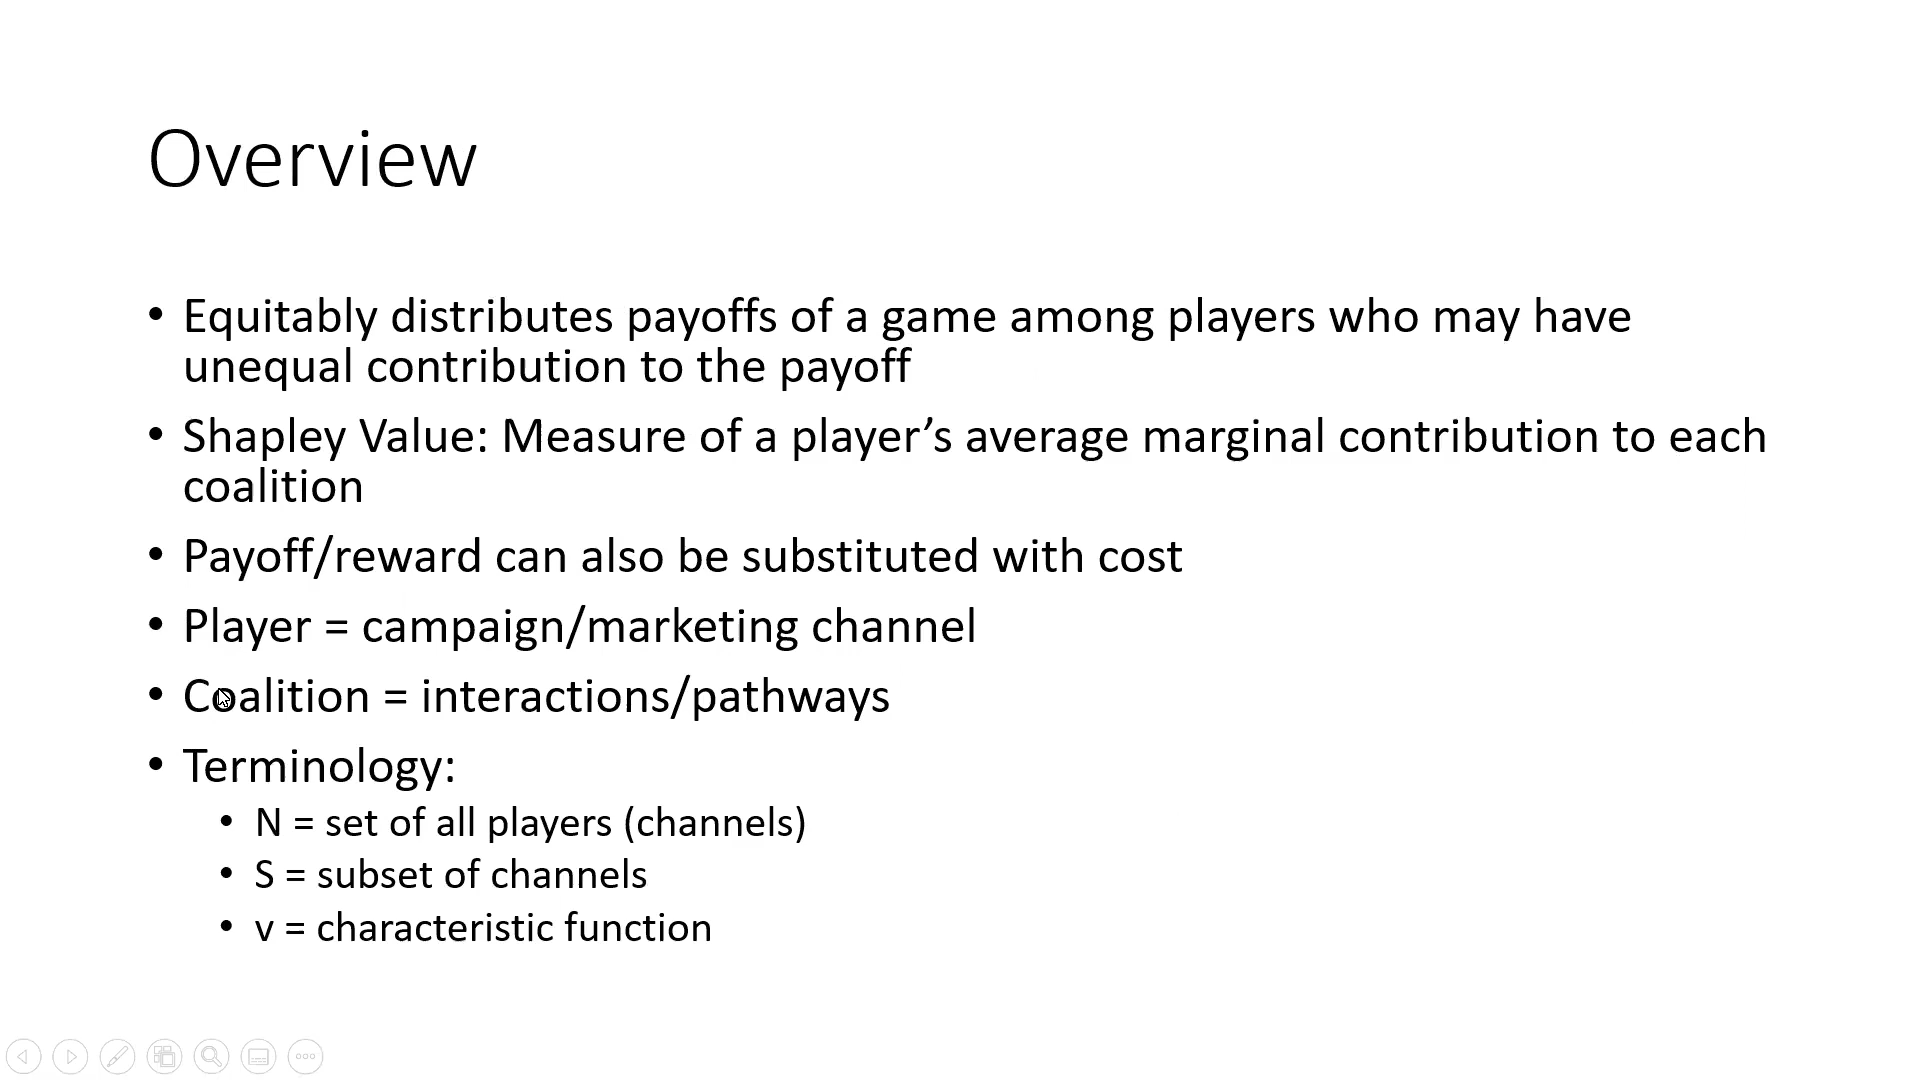 Overview
• Equitably distributes payoffs of a game among players who may have
unequal contribution to the payoff
• Shapley Value: Measure of a player’s average marginal contribution to each
coalition
• Payoff/reward can also be substituted with cost
• Player = campaign/marketing channel
• Coalition = interactions/pathways
• Terminology:
• N = set of all players (channels)
• S = subset of channels
• v = characteristic function